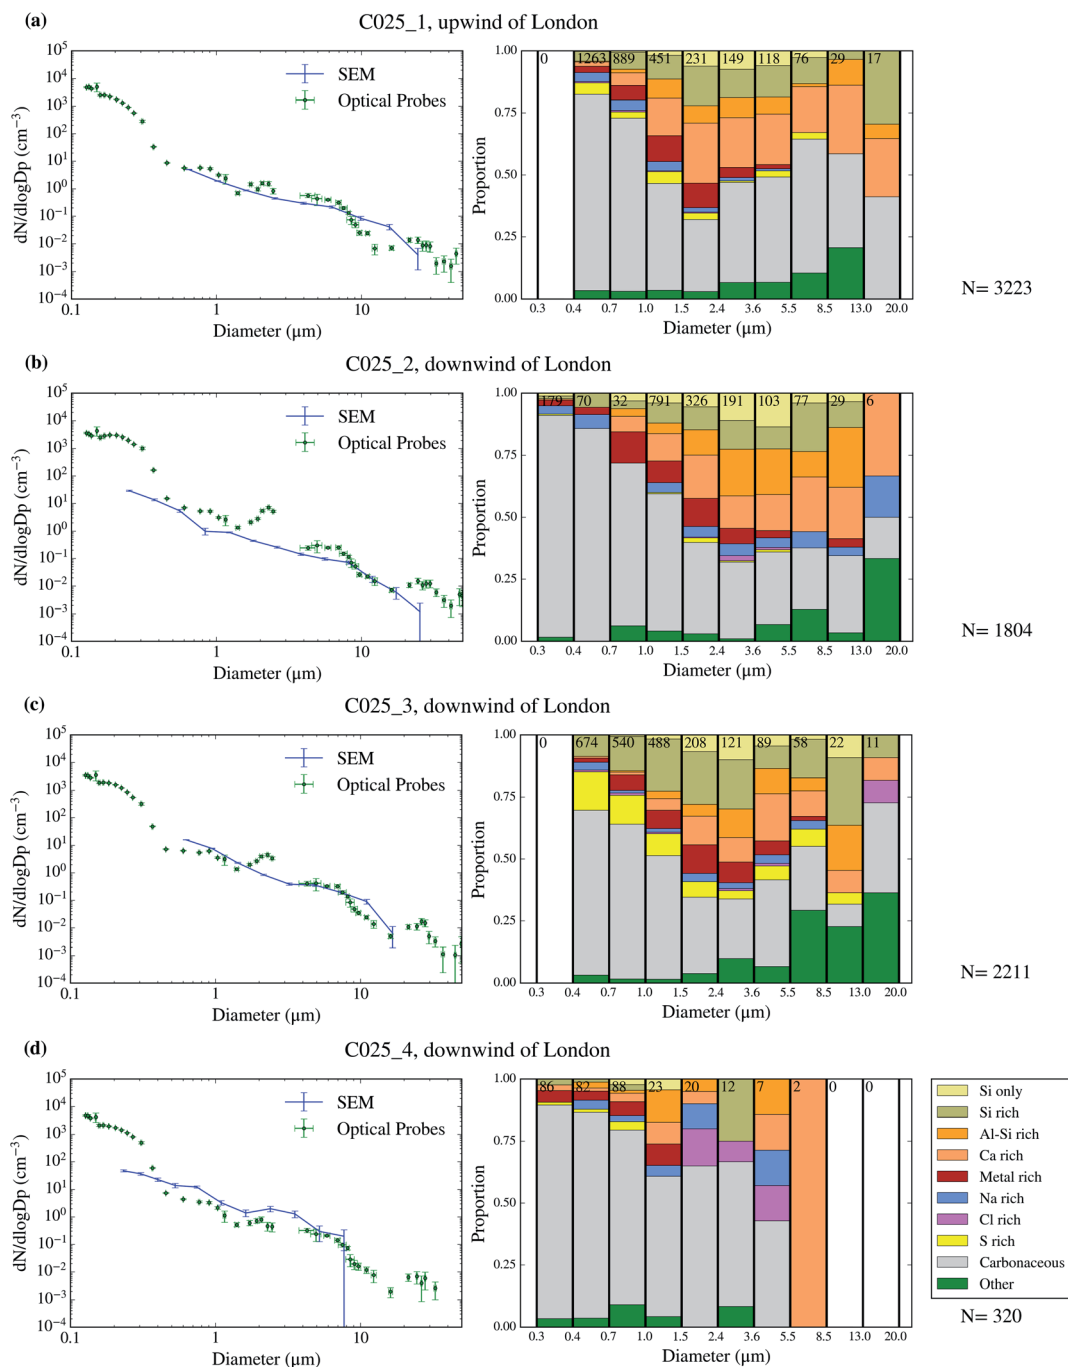 (a) C025_1, upwind of London
10^5
10^4
10^3
10^2
10^1
10^0
10^−1
10^−2
10^−3
10^−4
dN/dlogDp (cm^−3)
SEM
Optical Probes
0.1 1 10
Diameter (μm)
1.00
0.75
0.50
0.25
0.00
Proportion
0 1263 889 451 231 149 118 76 29 17
0.3 0.4 0.7 1.0 1.5 2.4 3.6 5.5 8.5 13.0 20.0
Diameter (μm)
N= 3223
(b) C025_2, downwind of London
10^5
10^4
10^3
10^2
10^1
10^0
10^−1
10^−2
10^−3
10^−4
dN/dlogDp (cm^−3)
SEM
Optical Probes
0.1 1 10
Diameter (μm)
1.00
0.75
0.50
0.25
0.00
Proportion
179 70 32 791 326 191 103 77 29 6
0.3 0.4 0.7 1.0 1.5 2.4 3.6 5.5 8.5 13.0 20.0
Diameter (μm)
N= 1804
(c) C025_3, downwind of London
10^5
10^4
10^3
10^2
10^1
10^0
10^−1
10^−2
10^−3
10^−4
dN/dlogDp (cm^−3)
SEM
Optical Probes
0.1 1 10
Diameter (μm)
1.00
0.75
0.50
0.25
0.00
Proportion
0 674 540 488 208 121 89 58 22 11
0.3 0.4 0.7 1.0 1.5 2.4 3.6 5.5 8.5 13.0 20.0
Diameter (μm)
N= 2211
(d) C025_4, downwind of London
10^5
10^4
10^3
10^2
10^1
10^0
10^−1
10^−2
10^−3
10^−4
dN/dlogDp (cm^−3)
SEM
Optical Probes
0.1 1 10
Diameter (μm)
1.00
0.75
0.50
0.25
0.00
Proportion
86 82 88 23 20 12 7 2 0 0
0.3 0.4 0.7 1.0 1.5 2.4 3.6 5.5 8.5 13.0 20.0
Diameter (μm)
Si only
Si rich
Al-Si rich
Ca rich
Metal rich
Na rich
Cl rich
S rich
Carbonaceous
Other
N= 320